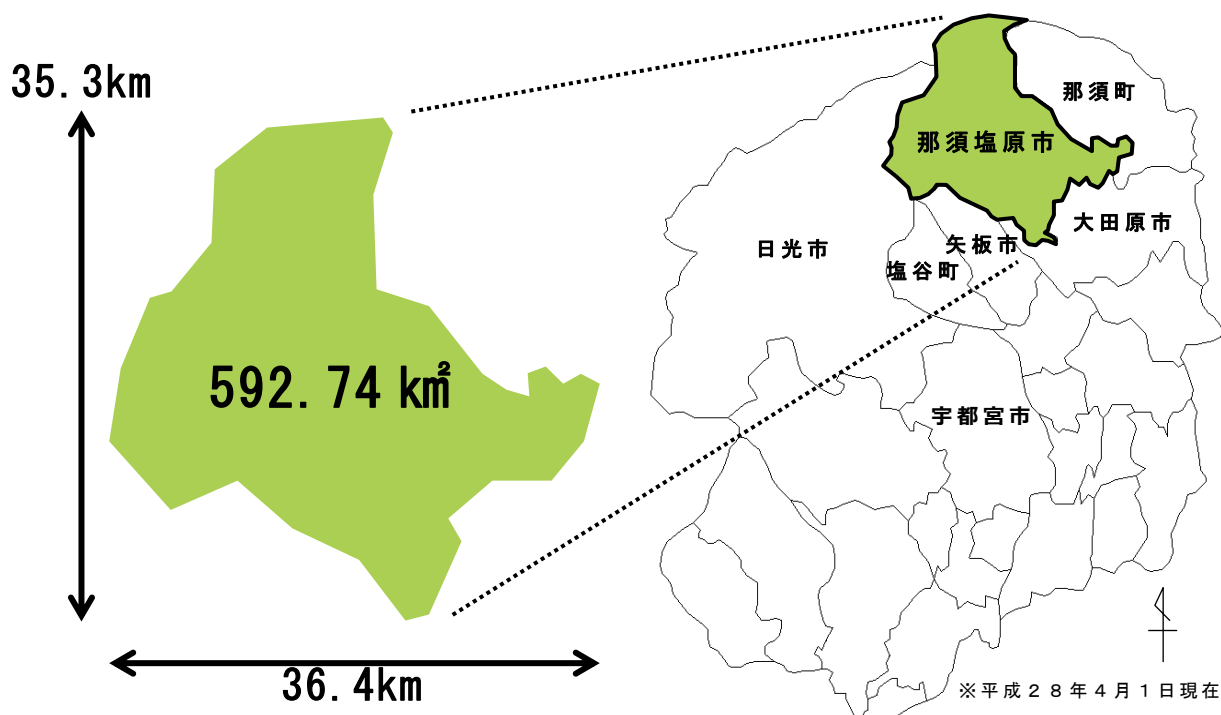 35.3km
592.74 k㎡
36.4km
那須町
那須塩原市
大田原市
矢板市
日光市
塩谷町
宇都宮市
※平成２８年４月１日現在